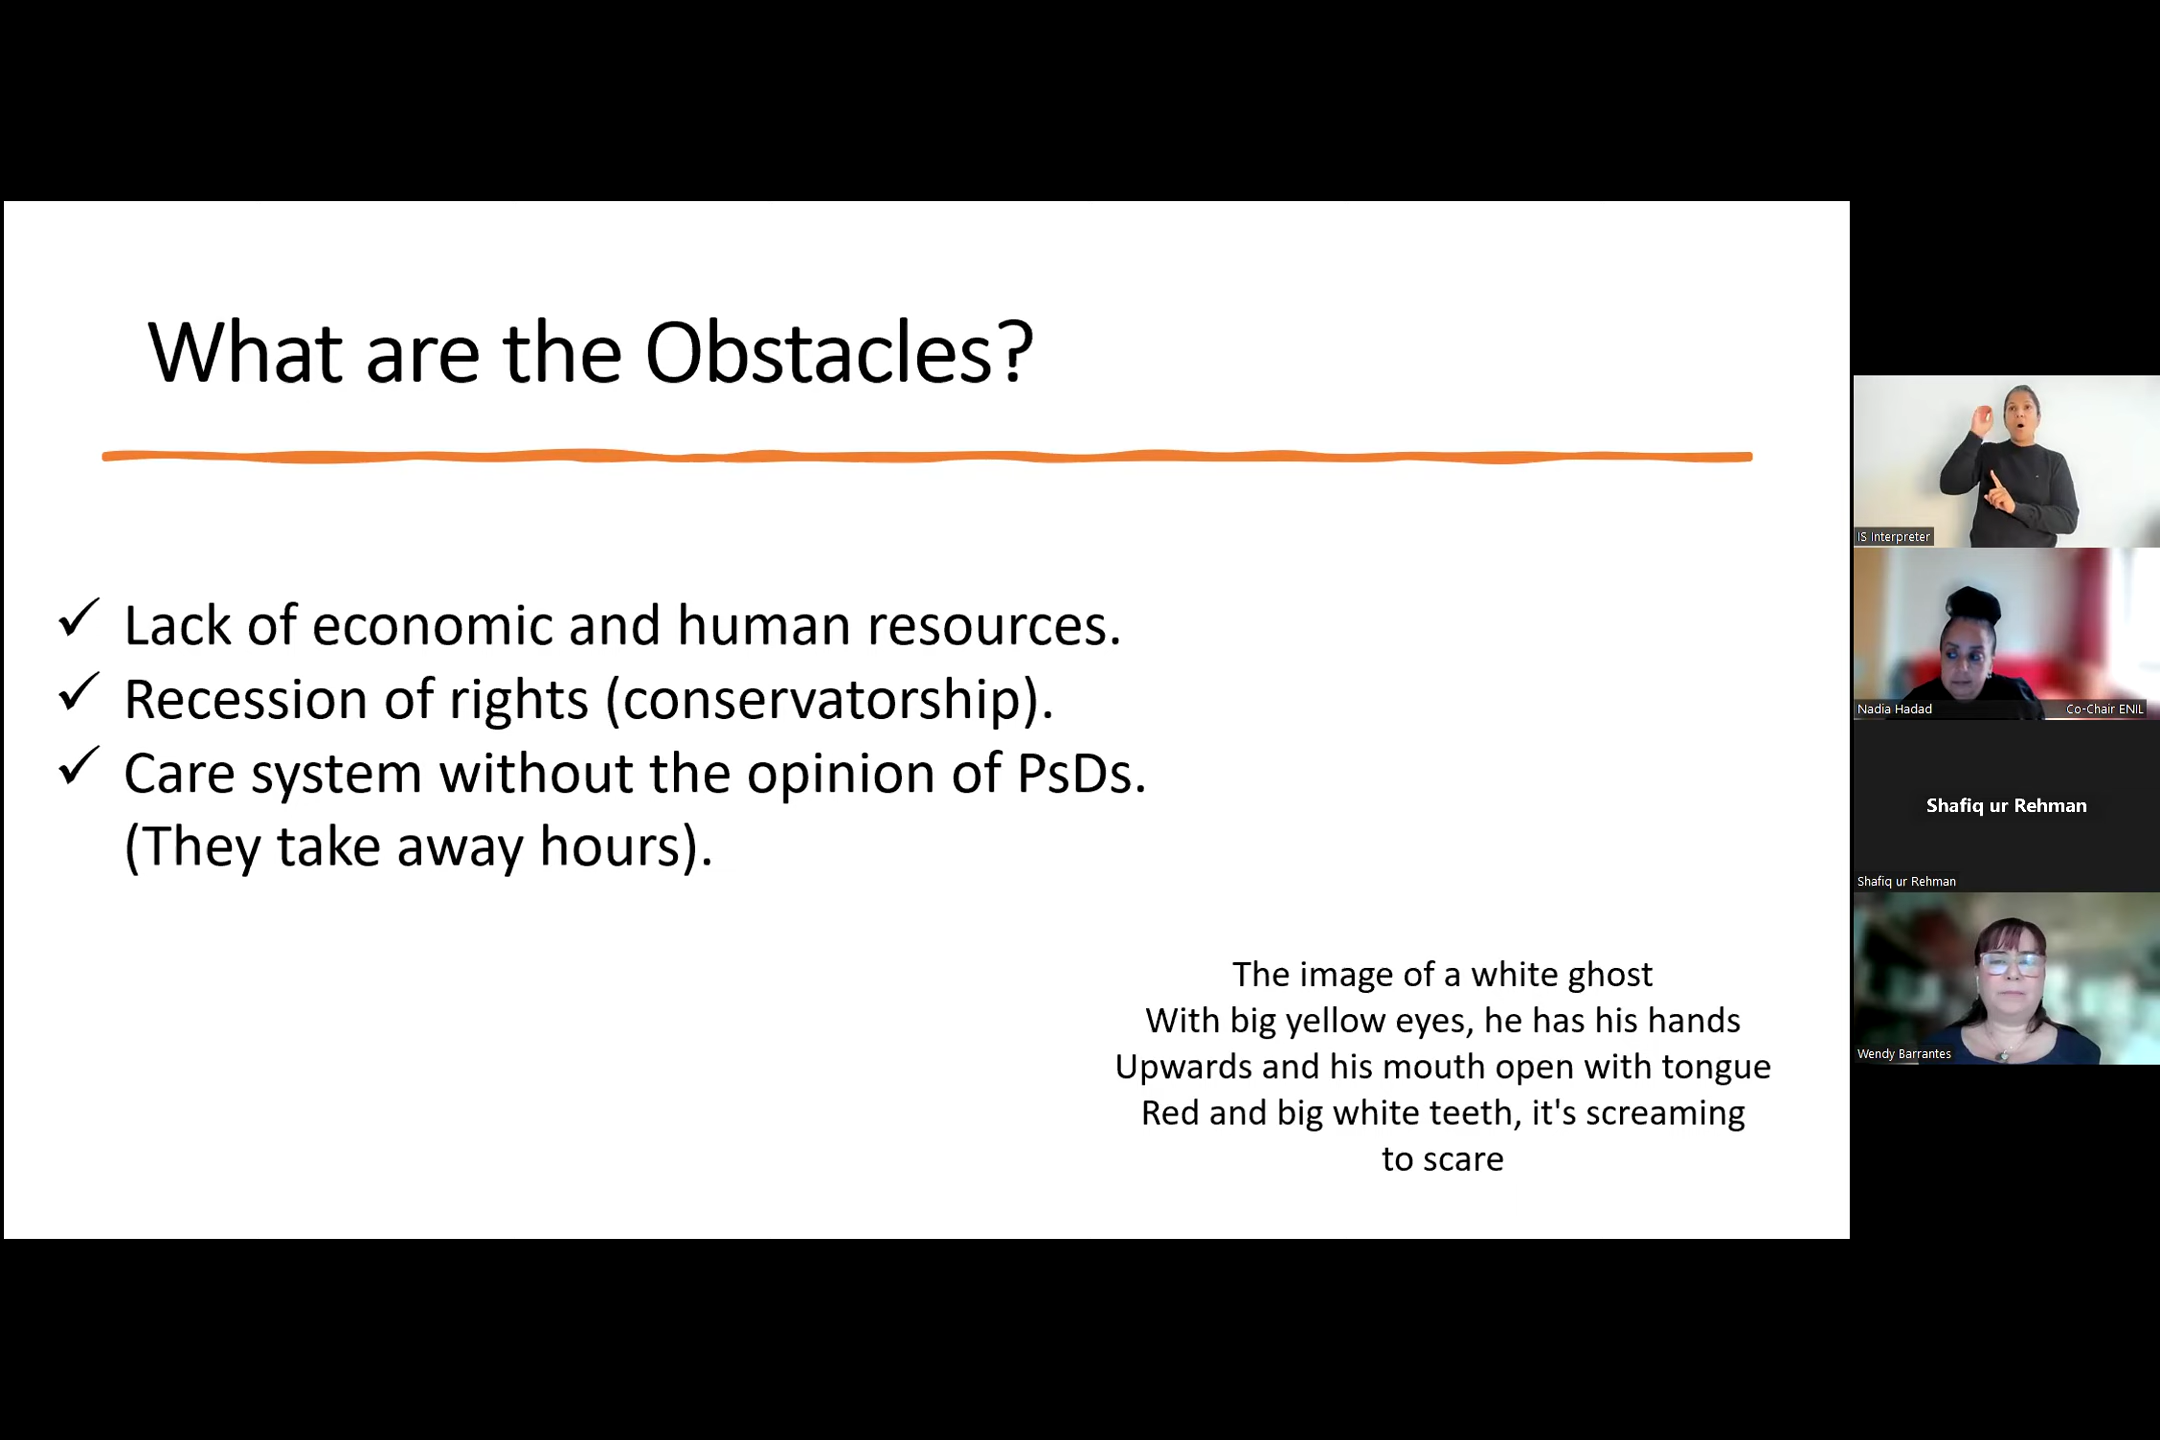 What are the Obstacles?
✓ Lack of economic and human resources.
✓ Recession of rights (conservatorship).
✓ Care system without the opinion of PsDs.
(They take away hours).
The image of a white ghost
With big yellow eyes, he has his hands
Upwards and his mouth open with tongue
Red and big white teeth, it's screaming
to scare
IS Interpreter
Nadia Hadad Co-Chair ENIL
Shafiq ur Rehman
Shafiq ur Rehman
Wendy Barrantes